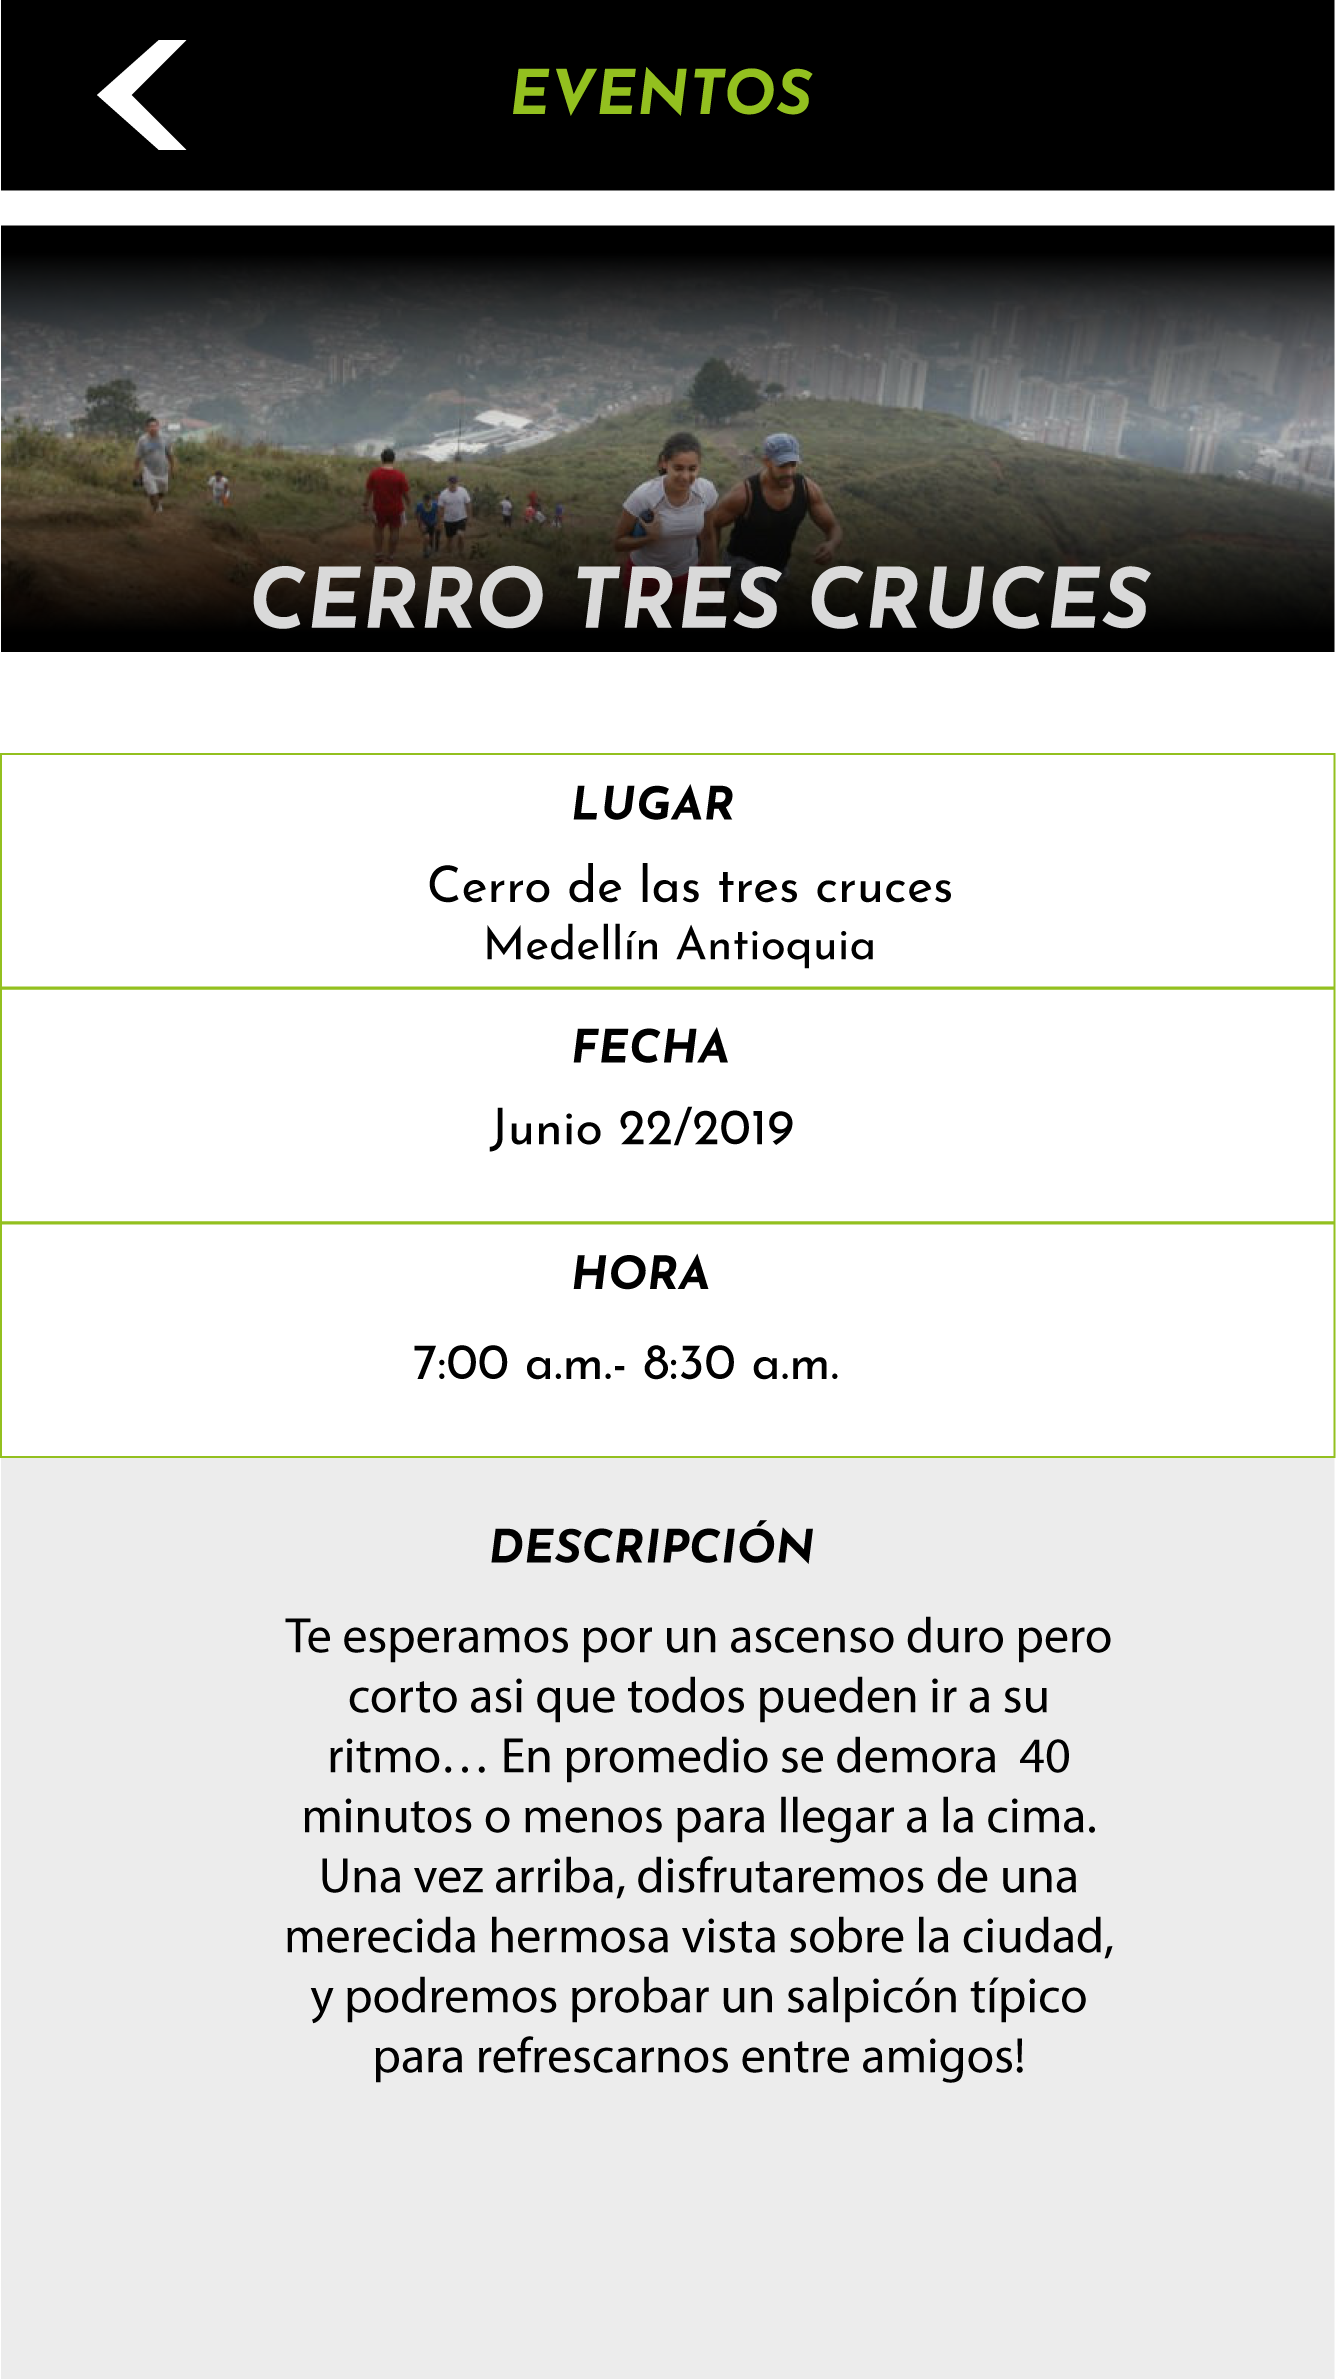 EVENTOS
CERRO TRES CRUCES
LUGAR
Cerro de las tres cruces
Medellín Antioquia
FECHA
Junio 22/2019
HORA
7:00 a.m.- 8:30 a.m.
DESCRIPCIÓN
Te esperamos por un ascenso duro pero
corto asi que todos pueden ir a su
ritmo… En promedio se demora  40
minutos o menos para llegar a la cima.
Una vez arriba, disfrutaremos de una
merecida hermosa vista sobre la ciudad,
y podremos probar un salpicón típico
para refrescarnos entre amigos!